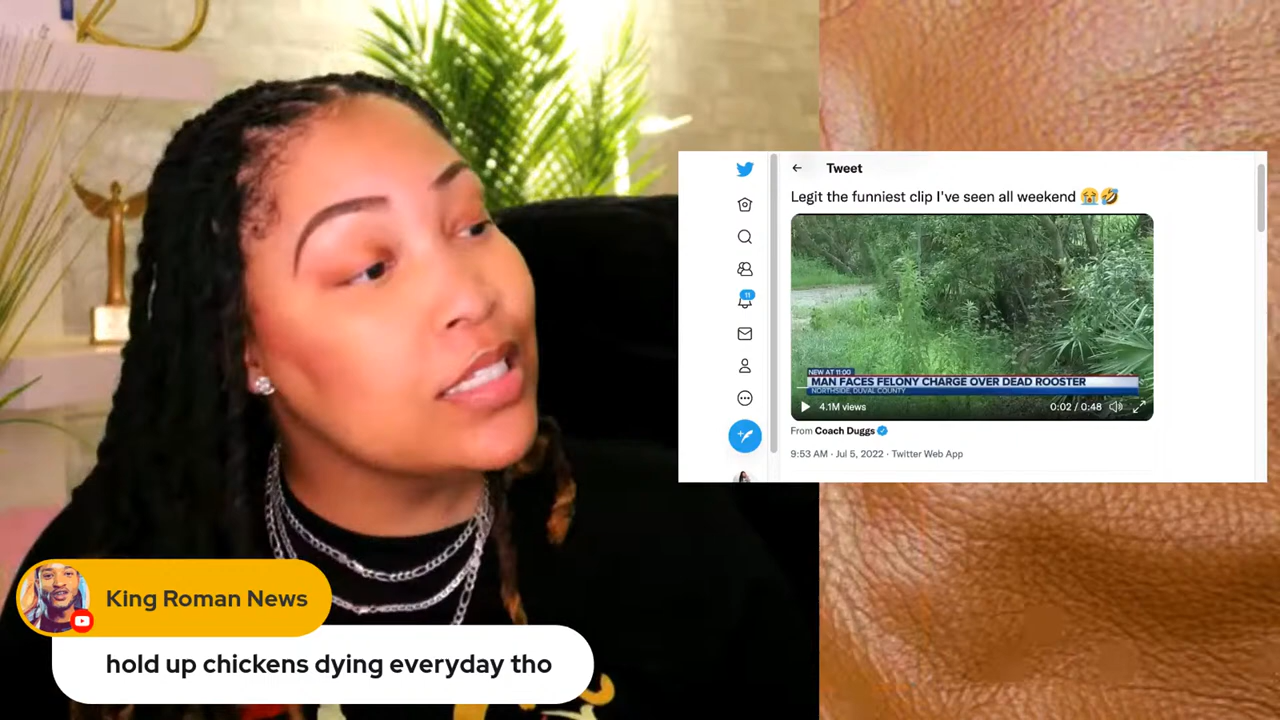 Tweet
Legit the funniest clip I've seen all weekend 😭🤣
11
NEW AT 11:00
MAN FACES FELONY CHARGE OVER DEAD ROOSTER
NORTHSIDE, DUVAL COUNTY
4.1M views
0:02 / 0:48
From Coach Duggs
9:53 AM · Jul 5, 2022 · Twitter Web App
King Roman News
hold up chickens dying everyday tho